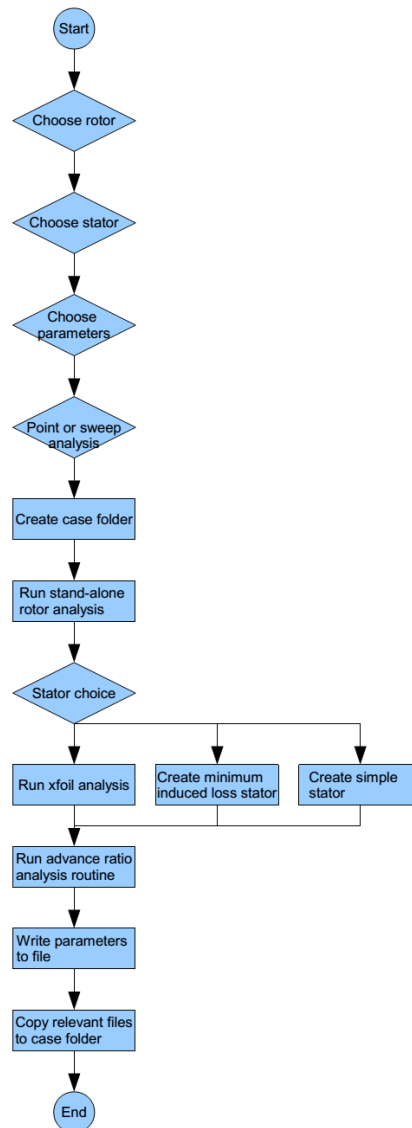 Start
Choose rotor
Choose stator
Choose
parameters
Point or sweep
analysis
Create case folder
Run stand-alone
rotor analysis
Stator choice
Run xfoil analysis
Create minimum
induced loss stator
Create simple
stator
Run advance ratio
analysis routine
Write parameters
to file
Copy relevant files
to case folder
End